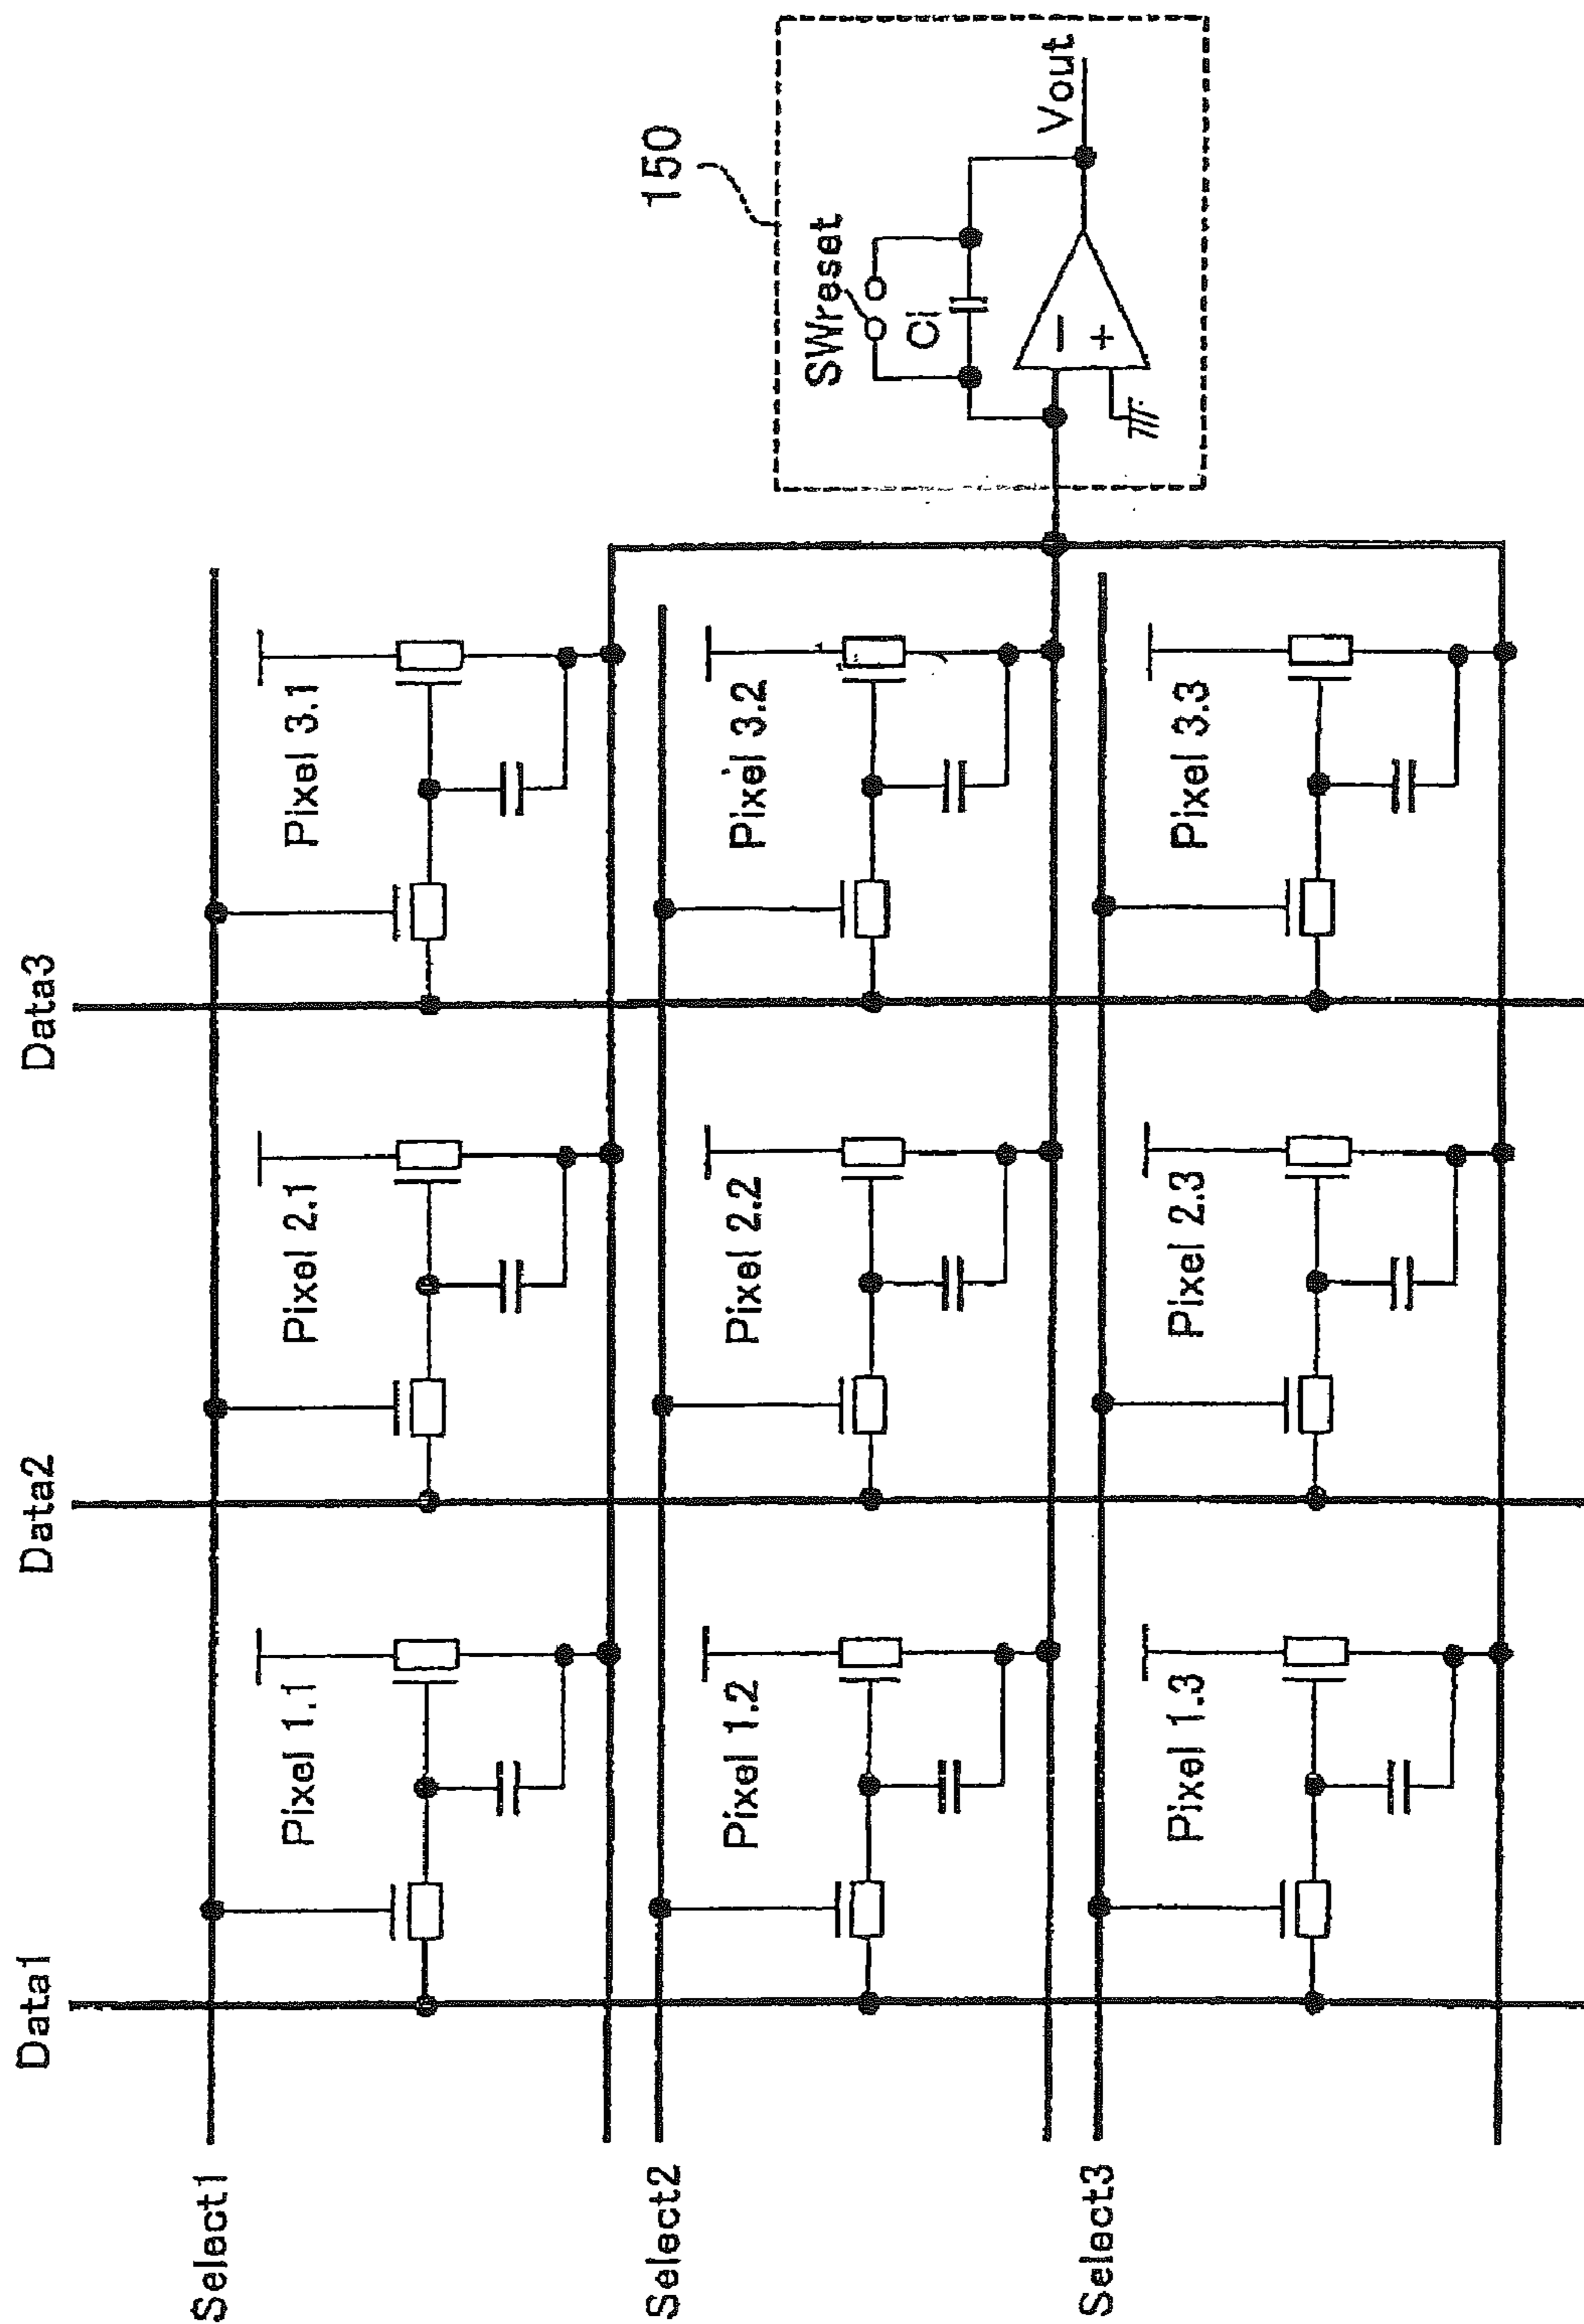 Data1
Data2
Data3
Select1
Pixel 1.1
Pixel 2.1
Pixel 3.1
Select2
Pixel 1.2
Pixel 2.2
Pixel 3.2
Select3
Pixel 1.3
Pixel 2.3
Pixel 3.3
150
SWreset
Ci
Vout
−
+